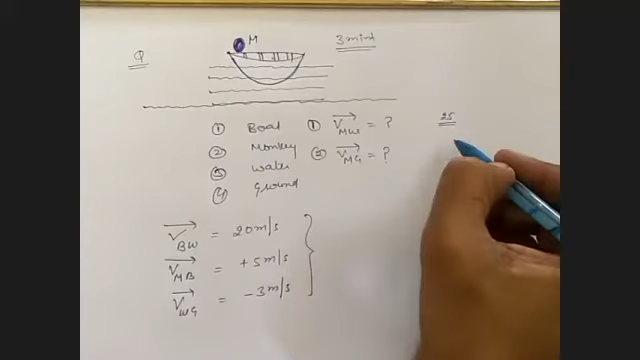 Q M 3 mint
① Boat ① V⃗MW = ? 25
② Monkey ② V⃗MG = ?
③ water
④ ground
V⃗BW = 20 m/s
V⃗MB = +5 m/s
V⃗WG = -3 m/s